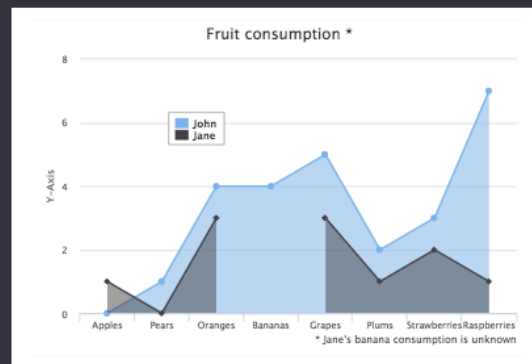 Fruit consumption *
8
6
4
2
0
Y-Axis
John
Jane
Apples Pears Oranges Bananas Grapes Plums Strawberries Raspberries
* Jane's banana consumption is unknown